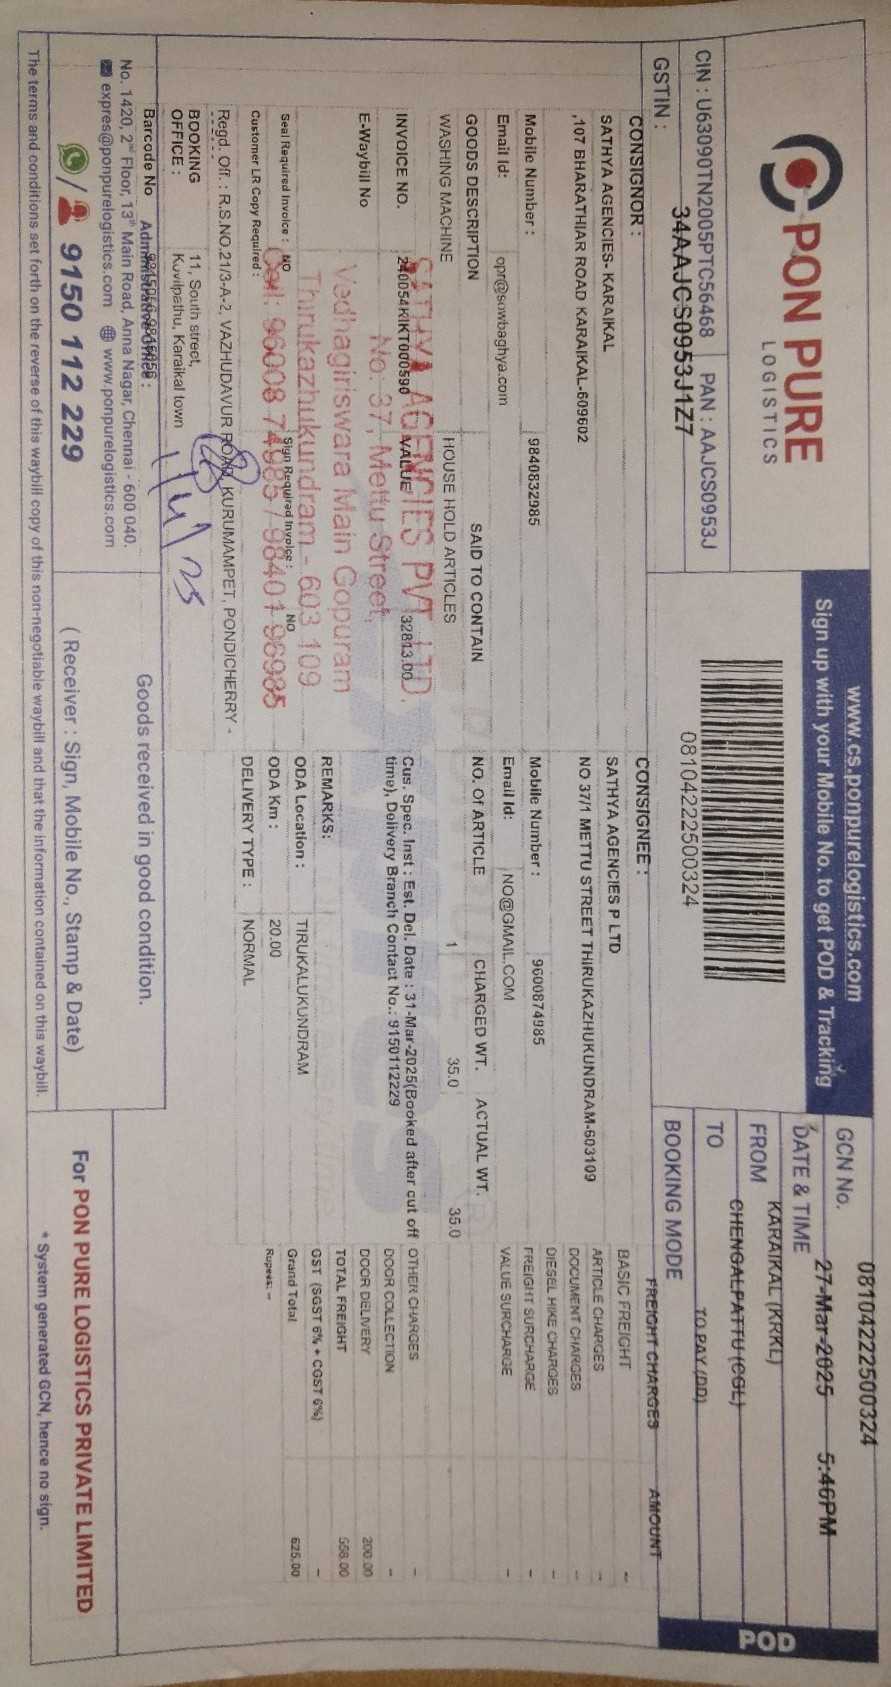 PON PURE
LOGISTICS
CIN : U63090TN2005PTC56468 PAN : AAJCS0953J
GSTIN : 34AAJCS0953J1Z7
www.cs.ponpurelogistics.com
Sign up with your Mobile No. to get POD & Tracking
08104222500324
GCN No. 081042222500324
DATE & TIME 27-Mar-2025 5:46PM
FROM KARAIKAL (KRKL)
TO CHENGALPATTU (CGL)
BOOKING MODE TO PAY (DD)
POD
CONSIGNOR :
SATHYA AGENCIES- KARAIKAL
,107 BHARATHIAR ROAD KARAIKAL-609602
Mobile Number : 9840832985
Email Id: opr@sowbaghya.com
CONSIGNEE :
SATHYA AGENCIES P LTD
NO 37/1 METTU STREET THIRUKAZHUKUNDRAM-603109
Mobile Number : 9600874985
Email Id: NO@GMAIL.COM
GOODS DESCRIPTION SAID TO CONTAIN NO. Of ARTICLE CHARGED WT. ACTUAL WT.
WASHING MACHINE HOUSE HOLD ARTICLES 1 35.0 35.0
INVOICE NO. 240054KIKT000590 VALUE 32813.00
E-Waybill No
Seal Required Invoice : NO Sign Required Invoice : NO
Customer LR Copy Required :
Regd. Off. : R.S.NO,21/3-A-2, VAZHUDAVUR ROAD, KURUMAMPET, PONDICHERRY -
BOOKING OFFICE : 11, South street,
Kuvilpathu, Karaikal town
SATHYA AGENCIES PVT. LTD.
No: 37, Mettu Street,
Vedhagiriswara Main Gopuram
Thirukazhukundram - 603 109
Cell: 96008 74985 / 98401 96985
1/4/25
Cus. Spec. Inst : Est. Del. Date : 31-Mar-2025(Booked after cut off
time), Delivery Branch Contact No.: 9150112229
REMARKS:
ODA Location : TIRUKALUKUNDRAM
ODA Km : 20.00
DELIVERY TYPE : NORMAL
FREIGHT CHARGES AMOUNT
BASIC FREIGHT --
ARTICLE CHARGES --
DOCUMENT CHARGES --
DIESEL HIKE CHARGES --
FREIGHT SURCHARGE --
VALUE SURCHARGE --
OTHER CHARGES --
DOOR COLLECTION --
DOOR DELIVERY 200.00
TOTAL FREIGHT 558.00
GST (SGST 6% + CGST 6%) --
Grand Total 625.00
Rupees: --
Barcode No
Administrative Office :
No. 1420, 2nd Floor, 13th Main Road, Anna Nagar, Chennai - 600 040.
expres@ponpurelogistics.com www.ponpurelogistics.com
/ 9150 112 229
Goods received in good condition.
( Receiver : Sign, Mobile No., Stamp & Date)
For PON PURE LOGISTICS PRIVATE LIMITED
* System generated GCN, hence no sign.
The terms and conditions set forth on the reverse of this waybill copy of this non-negotiable waybill and that the information contained on this waybill.